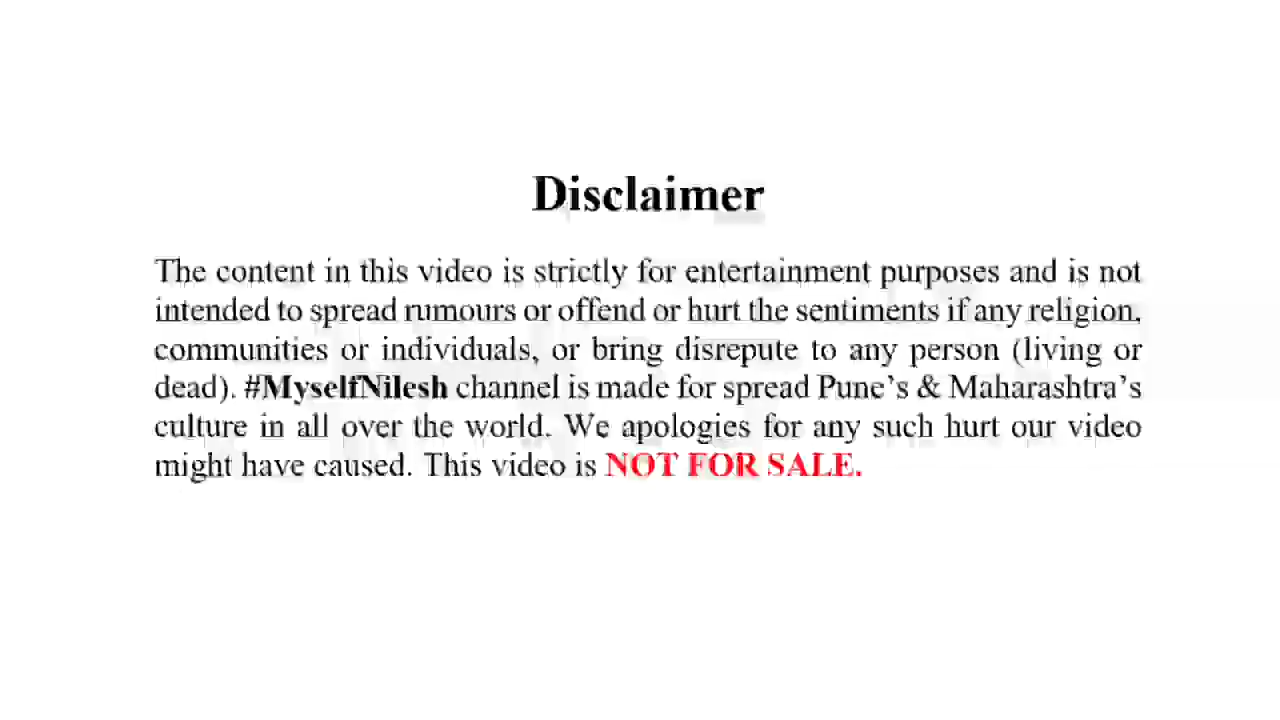 Disclaimer
The content in this video is strictly for entertainment purposes and is not
intended to spread rumours or offend or hurt the sentiments if any religion,
communities or individuals, or bring disrepute to any person (living or
dead). #MyselfNilesh channel is made for spread Pune's & Maharashtra's
culture in all over the world. We apologies for any such hurt our video
might have caused. This video is NOT FOR SALE.